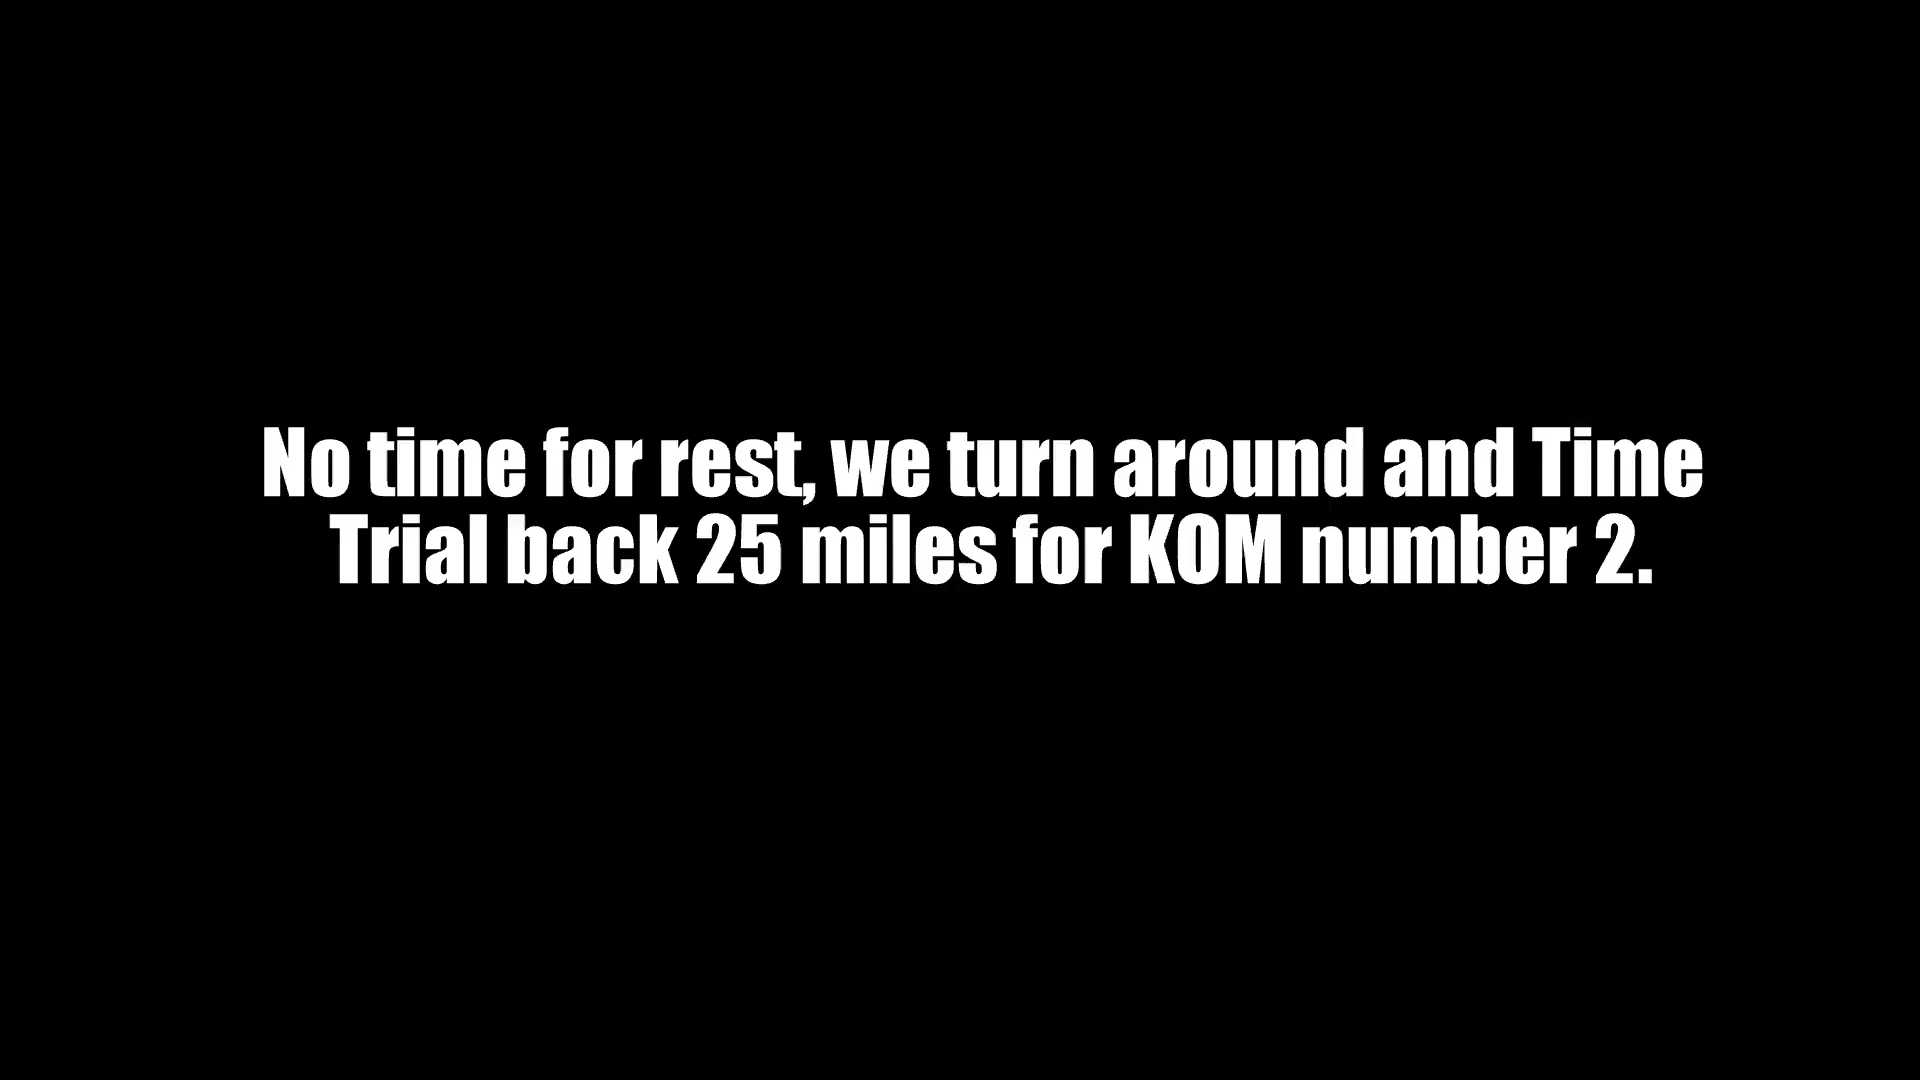 No time for rest, we turn around and Time
Trial back 25 miles for KOM number 2.